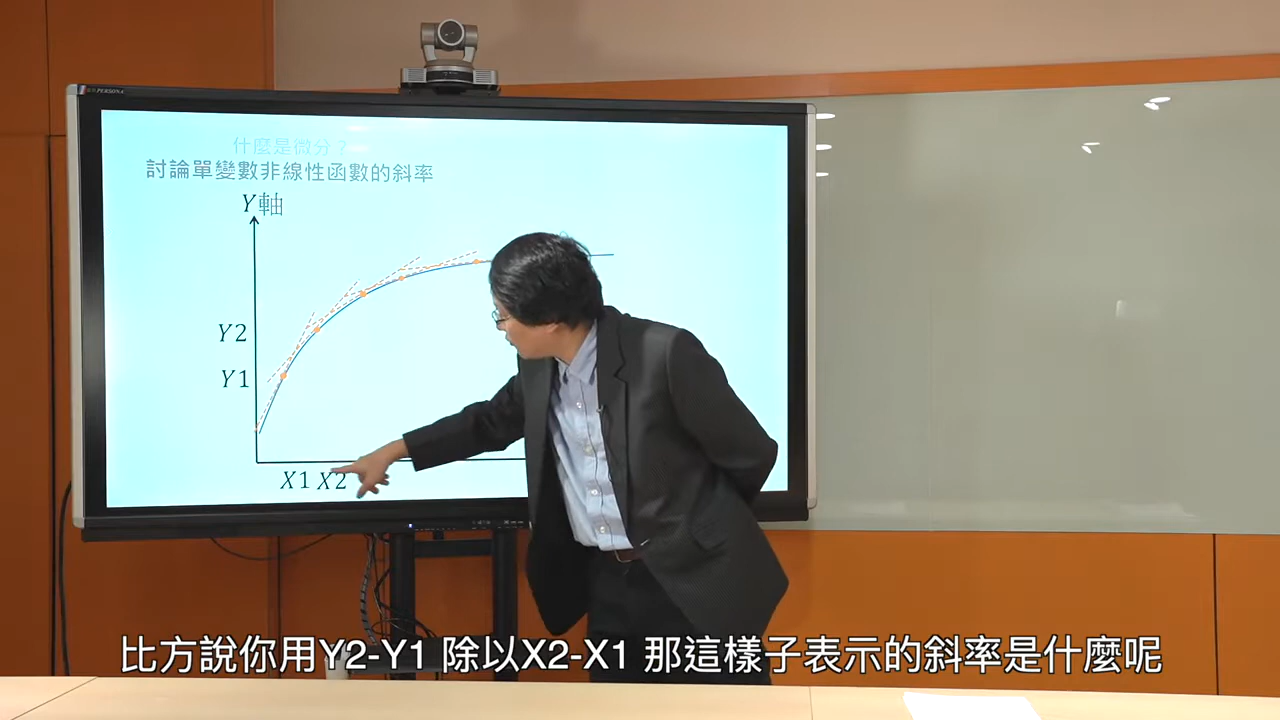 什麼是微分？
討論單變數非線性函數的斜率
Y軸
Y2
Y1
X1 X2
比方說你用Y2-Y1 除以X2-X1 那這樣子表示的斜率是什麼呢